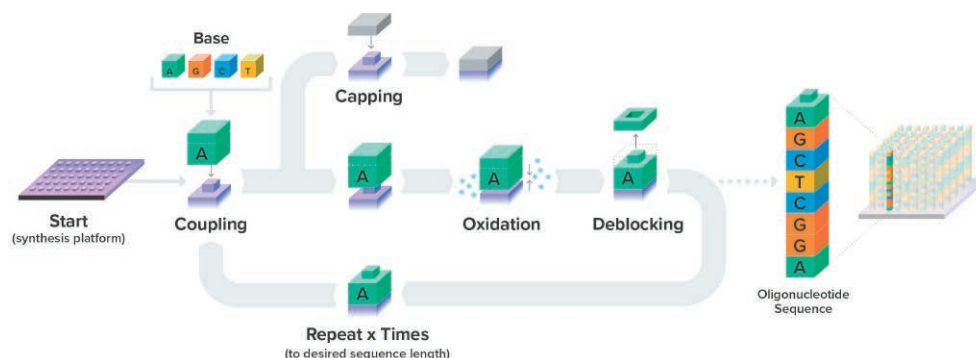 Base
A G C T
Capping
A
A
A
A
Start
(synthesis platform)
Coupling
Oxidation
Deblocking
A
Repeat x Times
(to desired sequence length)
A
G
C
T
C
G
G
A
Oligonucleotide
Sequence